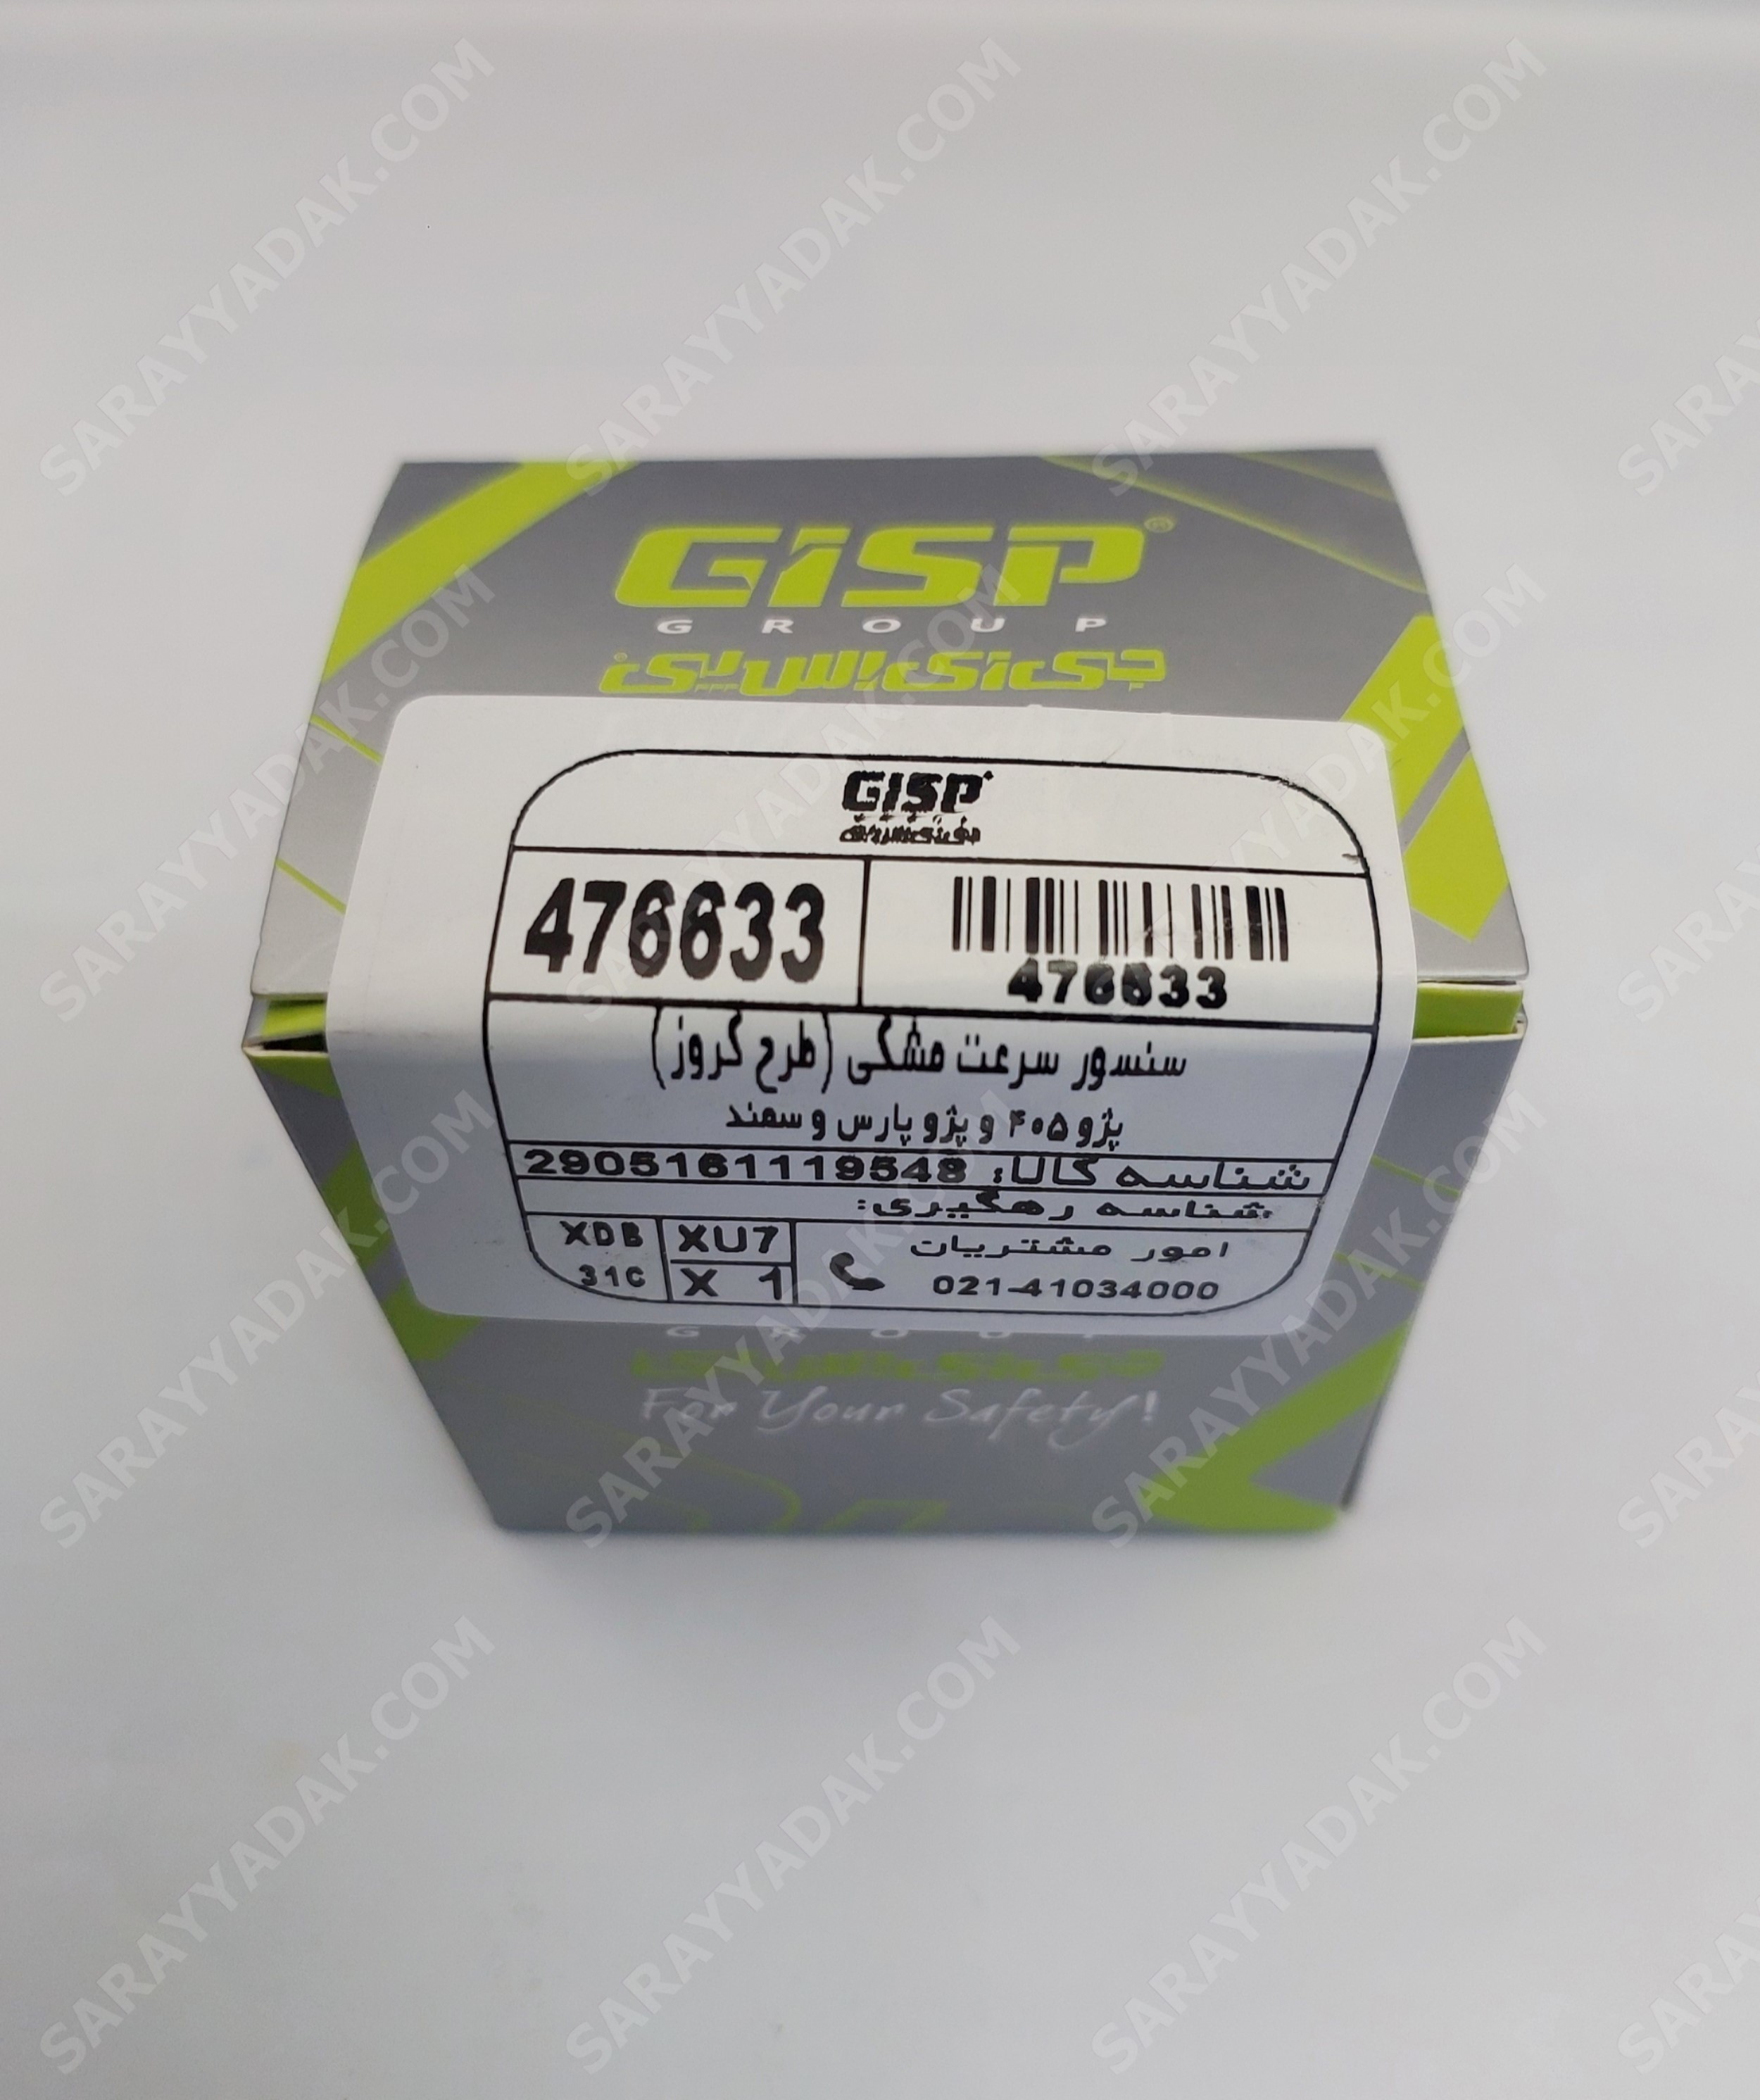 GISP®
GROUP
جی ای اس پی
GISP
476633
476633
سنسور سرعت مشکی (طرح کروز)
پژو ۴۰۵ و پژو پارس و سمند
شناسه کالا: 2905161119548
شناسه رهگیری:
XDB
31C
XU7
X 1
امور مشتریان
021-41034000
GROUP
For Your Safety!
SARAYYADAK.COM